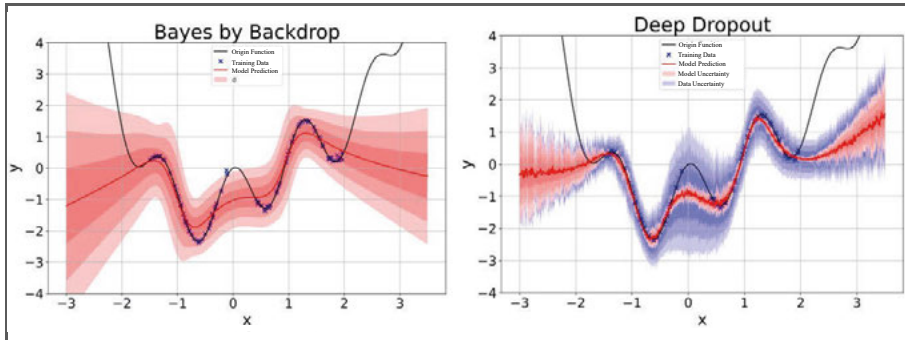 Bayes by Backdrop
Origin Function
Training Data
Model Prediction
y
4
3
2
1
0
−1
−2
−3
−4
−3
−2
−1
0
1
2
3
x
Deep Dropout
Origin Function
Training Data
Model Prediction
Model Uncertainty
Data Uncertainty
y
4
3
2
1
0
−1
−2
−3
−4
−3
−2
−1
0
1
2
3
x